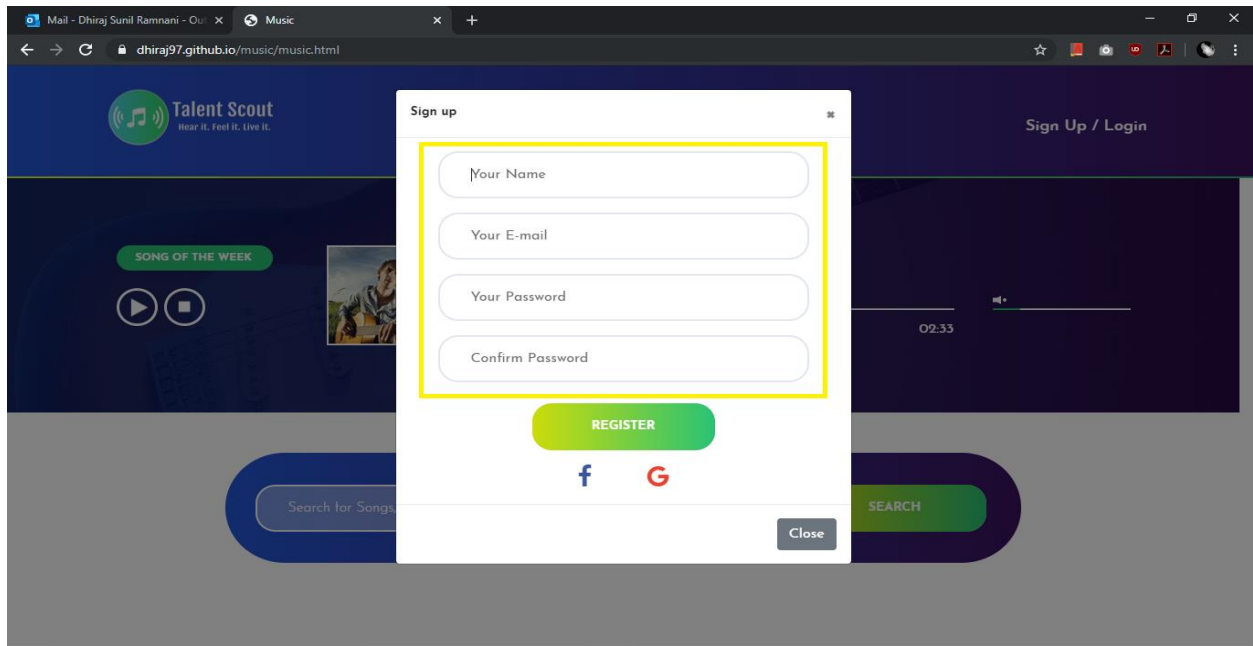 Mail - Dhiraj Sunil Ramnani - Out
Music
dhiraj97.github.io/music/music.html
Talent Scout
Hear it. Feel it. Live it.
Sign Up / Login
Sign up
Your Name
Your E-mail
SONG OF THE WEEK
Your Password
02:33
Confirm Password
REGISTER
f G
Search for Songs,
SEARCH
Close